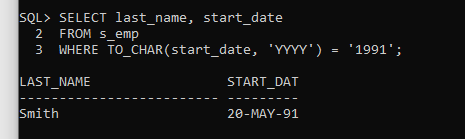 SQL> SELECT last_name, start_date
  2  FROM s_emp
  3  WHERE TO_CHAR(start_date, 'YYYY') = '1991';
LAST_NAME                 START_DAT
------------------------- ---------
Smith                     20-MAY-91